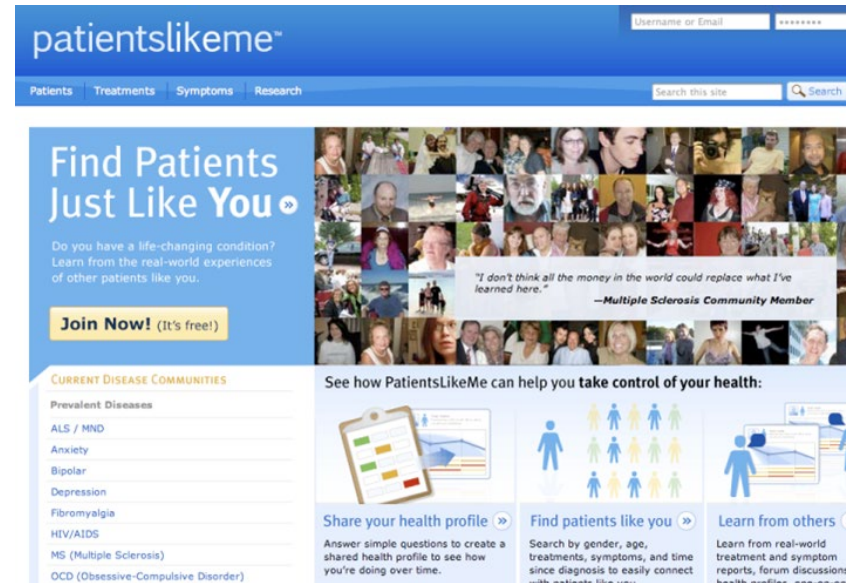 Username or Email
patientslikeme™
Patients Treatments Symptoms Research
Search this site
Search
Find Patients
Just Like You »
Do you have a life-changing condition?
Learn from the real-world experiences
of other patients like you.
Join Now! (It's free!)
"I don't think all the money in the world could replace what I've
learned here."
—Multiple Sclerosis Community Member
CURRENT DISEASE COMMUNITIES
Prevalent Diseases
ALS / MND
Anxiety
Bipolar
Depression
Fibromyalgia
HIV/AIDS
MS (Multiple Sclerosis)
OCD (Obsessive-Compulsive Disorder)
See how PatientsLikeMe can help you take control of your health:
Share your health profile »
Answer simple questions to create a
shared health profile to see how
you're doing over time.
Find patients like you »
Search by gender, age,
treatments, symptoms, and time
since diagnosis to easily connect
with patients like you
Learn from others
Learn from real-world
treatment and symptom
reports, forum discussions
health profiles